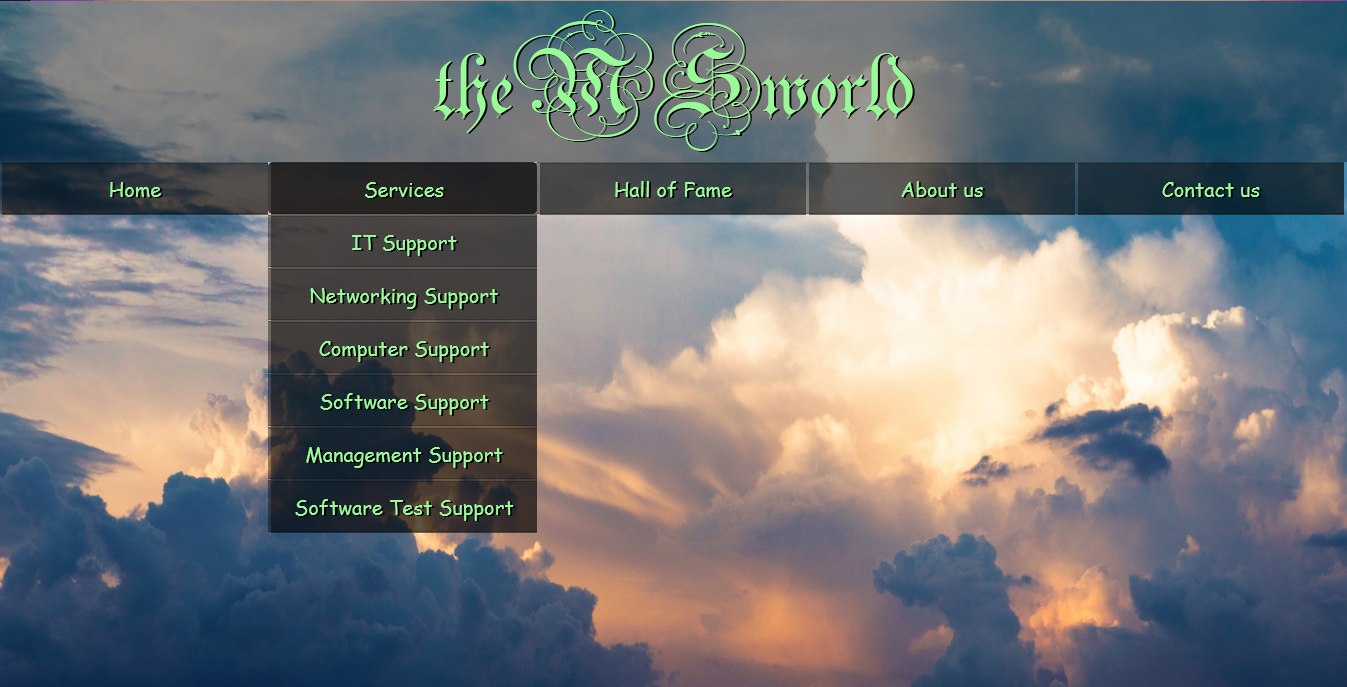 the M S world
Home Services Hall of Fame About us Contact us
IT Support
Networking Support
Computer Support
Software Support
Management Support
Software Test Support